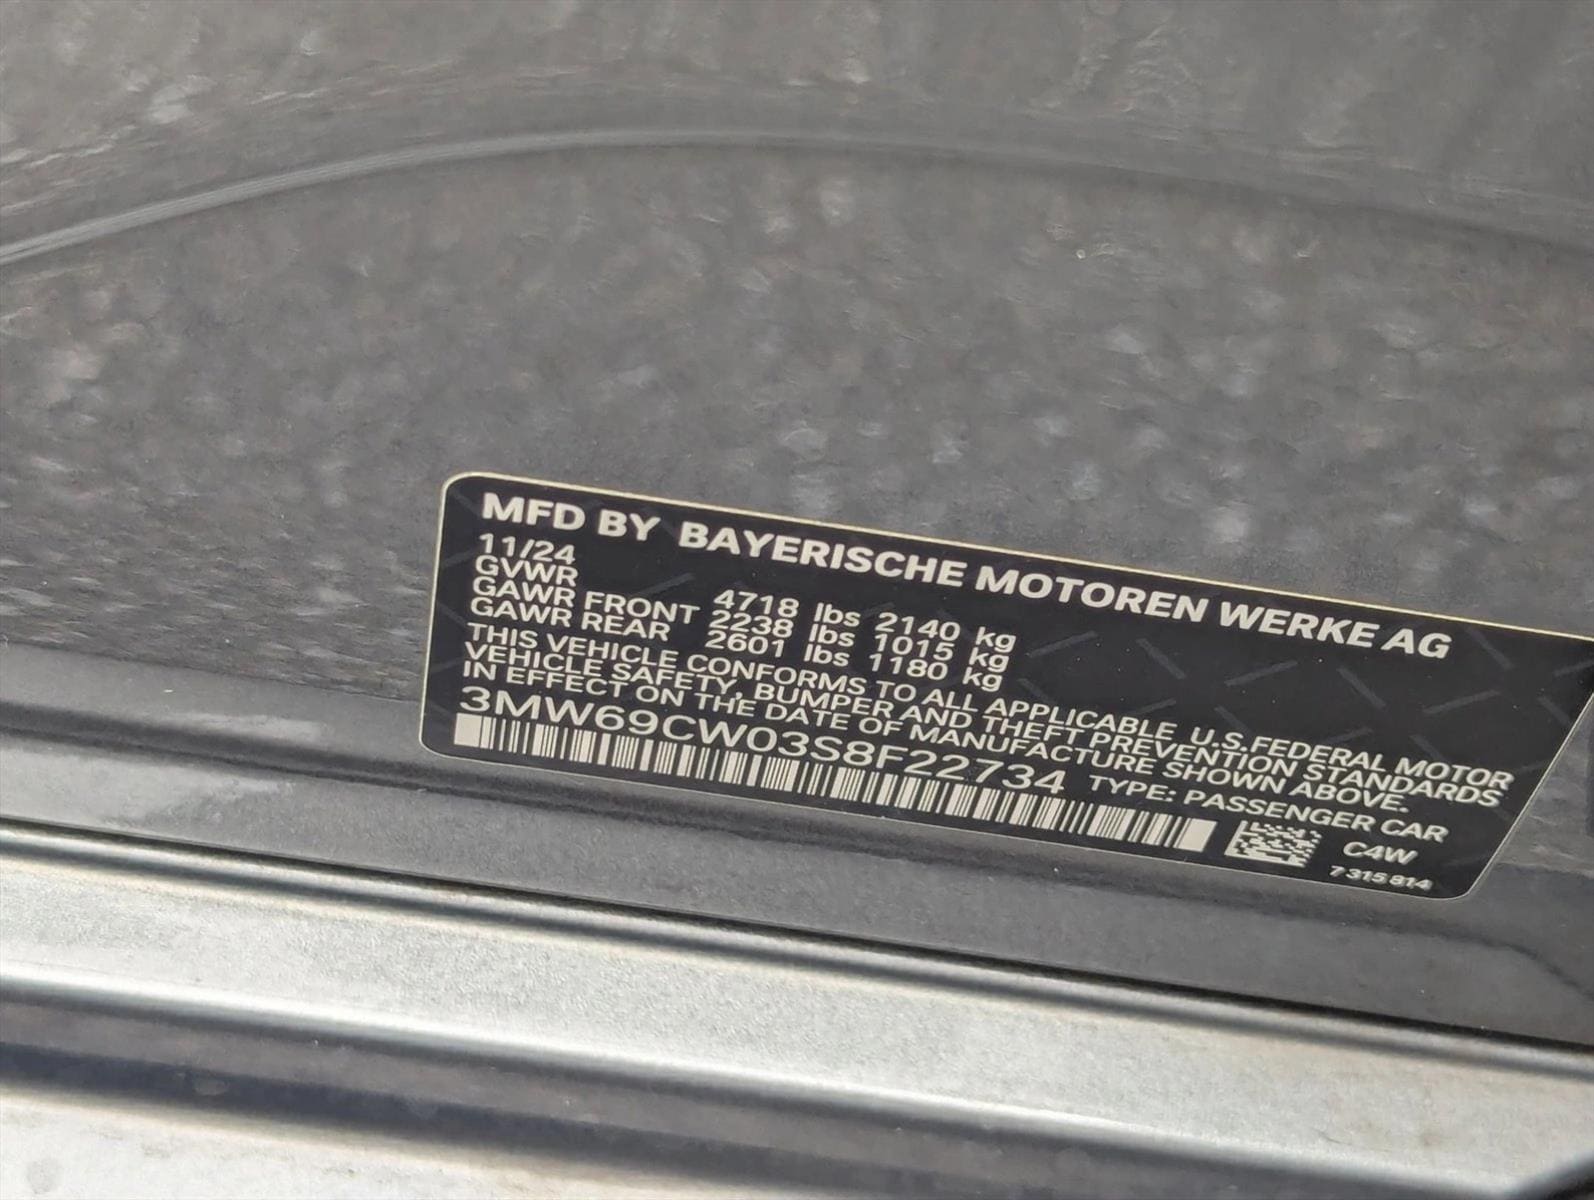 MFD BY BAYERISCHE MOTOREN WERKE AG
11/24
GVWR 4718 lbs 2140 kg
GAWR FRONT 2238 lbs 1015 kg
GAWR REAR 2601 lbs 1180 kg
THIS VEHICLE CONFORMS TO ALL APPLICABLE U.S.FEDERAL MOTOR
VEHICLE SAFETY, BUMPER AND THEFT PREVENTION STANDARDS
IN EFFECT ON THE DATE OF MANUFACTURE SHOWN ABOVE.
3MW69CW03S8F22734 TYPE: PASSENGER CAR
C4W
7 315 814